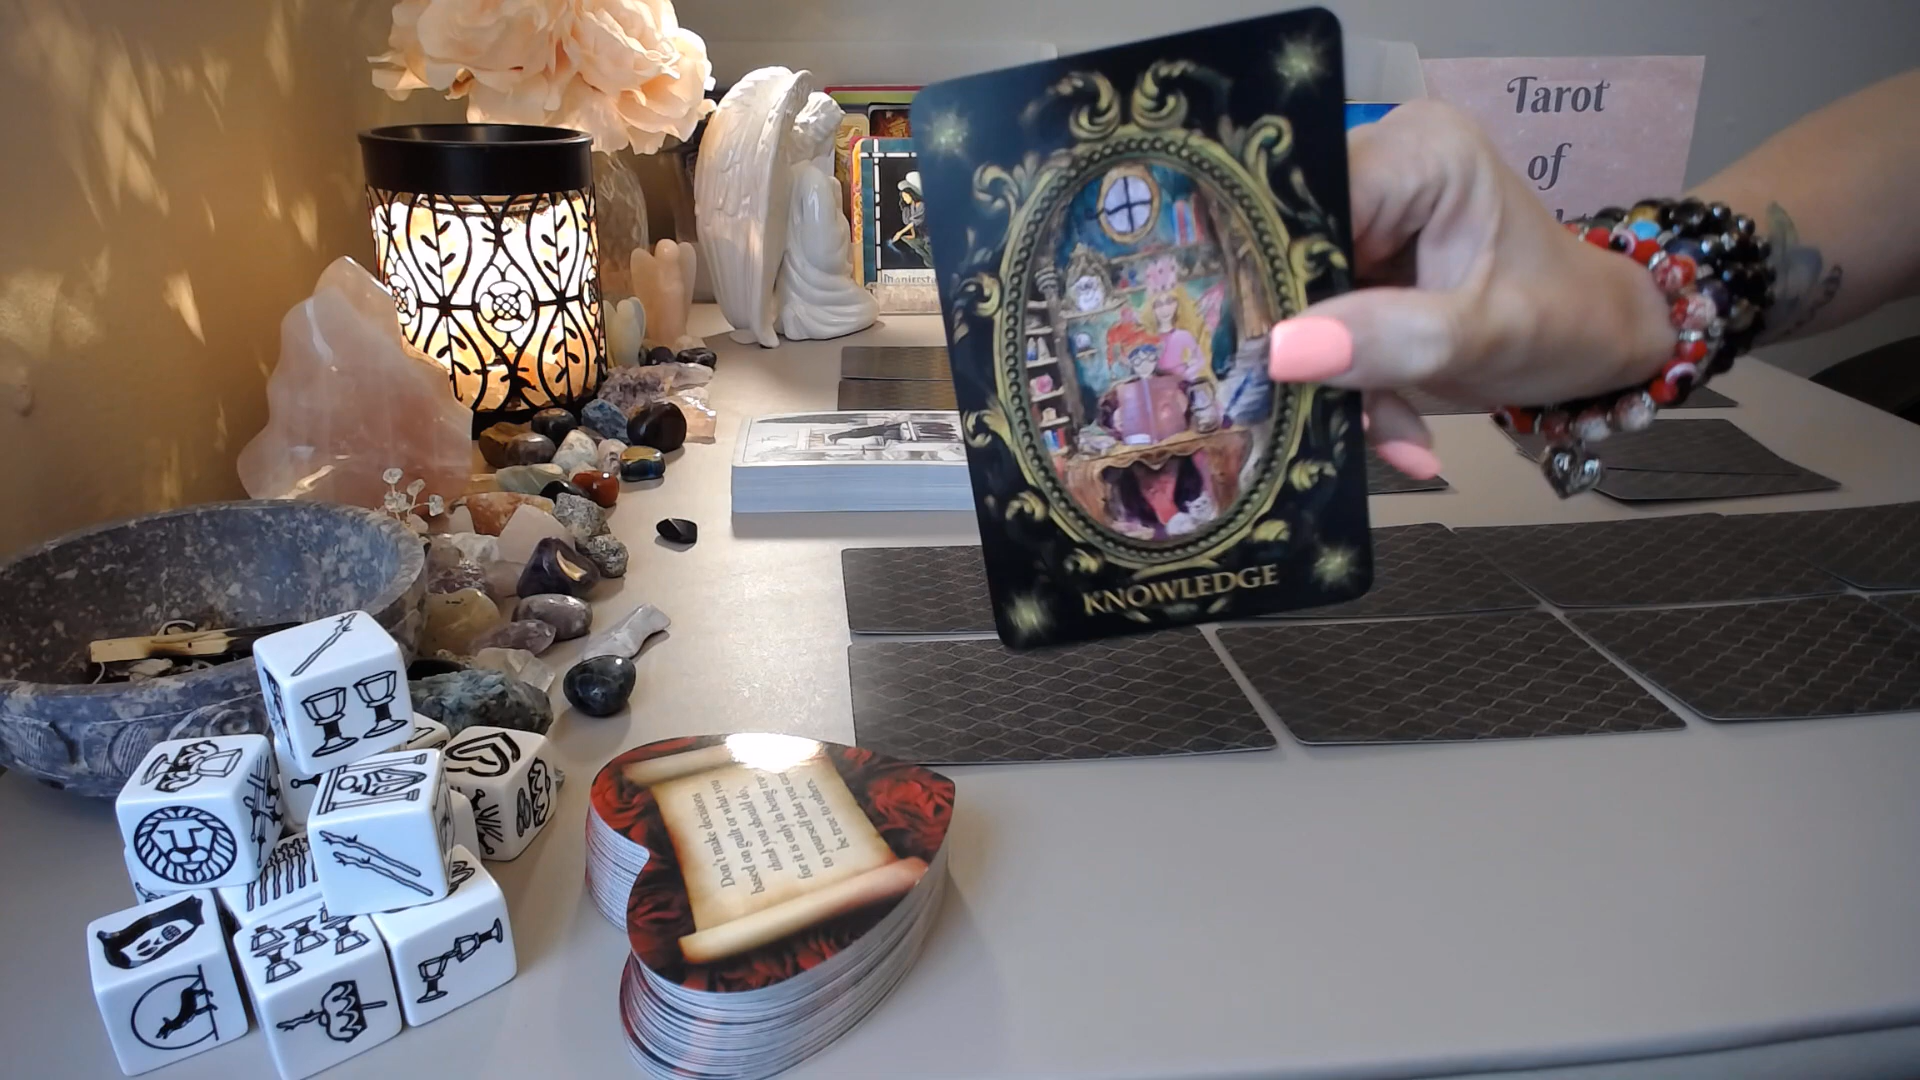 Tarot
of
KNOWLEDGE
Don't make decisions
based on guilt or what you
think you should do,
for it is only in being true
to yourself that you can
be true to others.